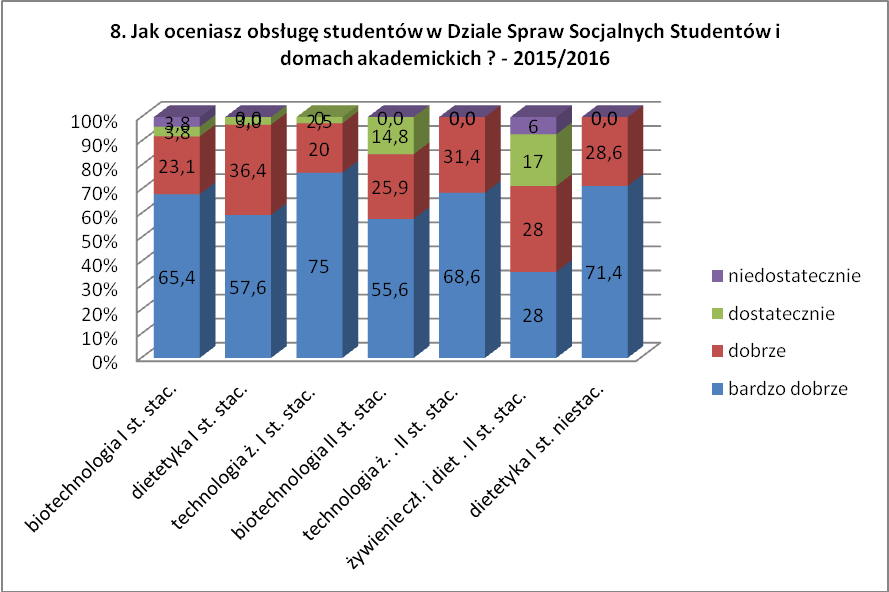 8. Jak oceniasz obsługę studentów w Dziale Spraw Socjalnych Studentów i
domach akademickich ? - 2015/2016
100%
90%
80%
70%
60%
50%
40%
30%
20%
10%
0%
3,8
3,8
23,1
65,4
0,0
36,4
57,6
0
2,5
20
75
0,0
14,8
25,9
55,6
0,0
31,4
68,6
6
17
28
28
0,0
28,6
71,4
biotechnologia I st. stac.
dietetyka I st. stac.
technologia ż. I st. stac.
biotechnologia II st. stac.
technologia ż. . II st. stac.
żywienie czł. i diet . II st. stac.
dietetyka I st. niestac.
niedostatecznie
dostatecznie
dobrze
bardzo dobrze